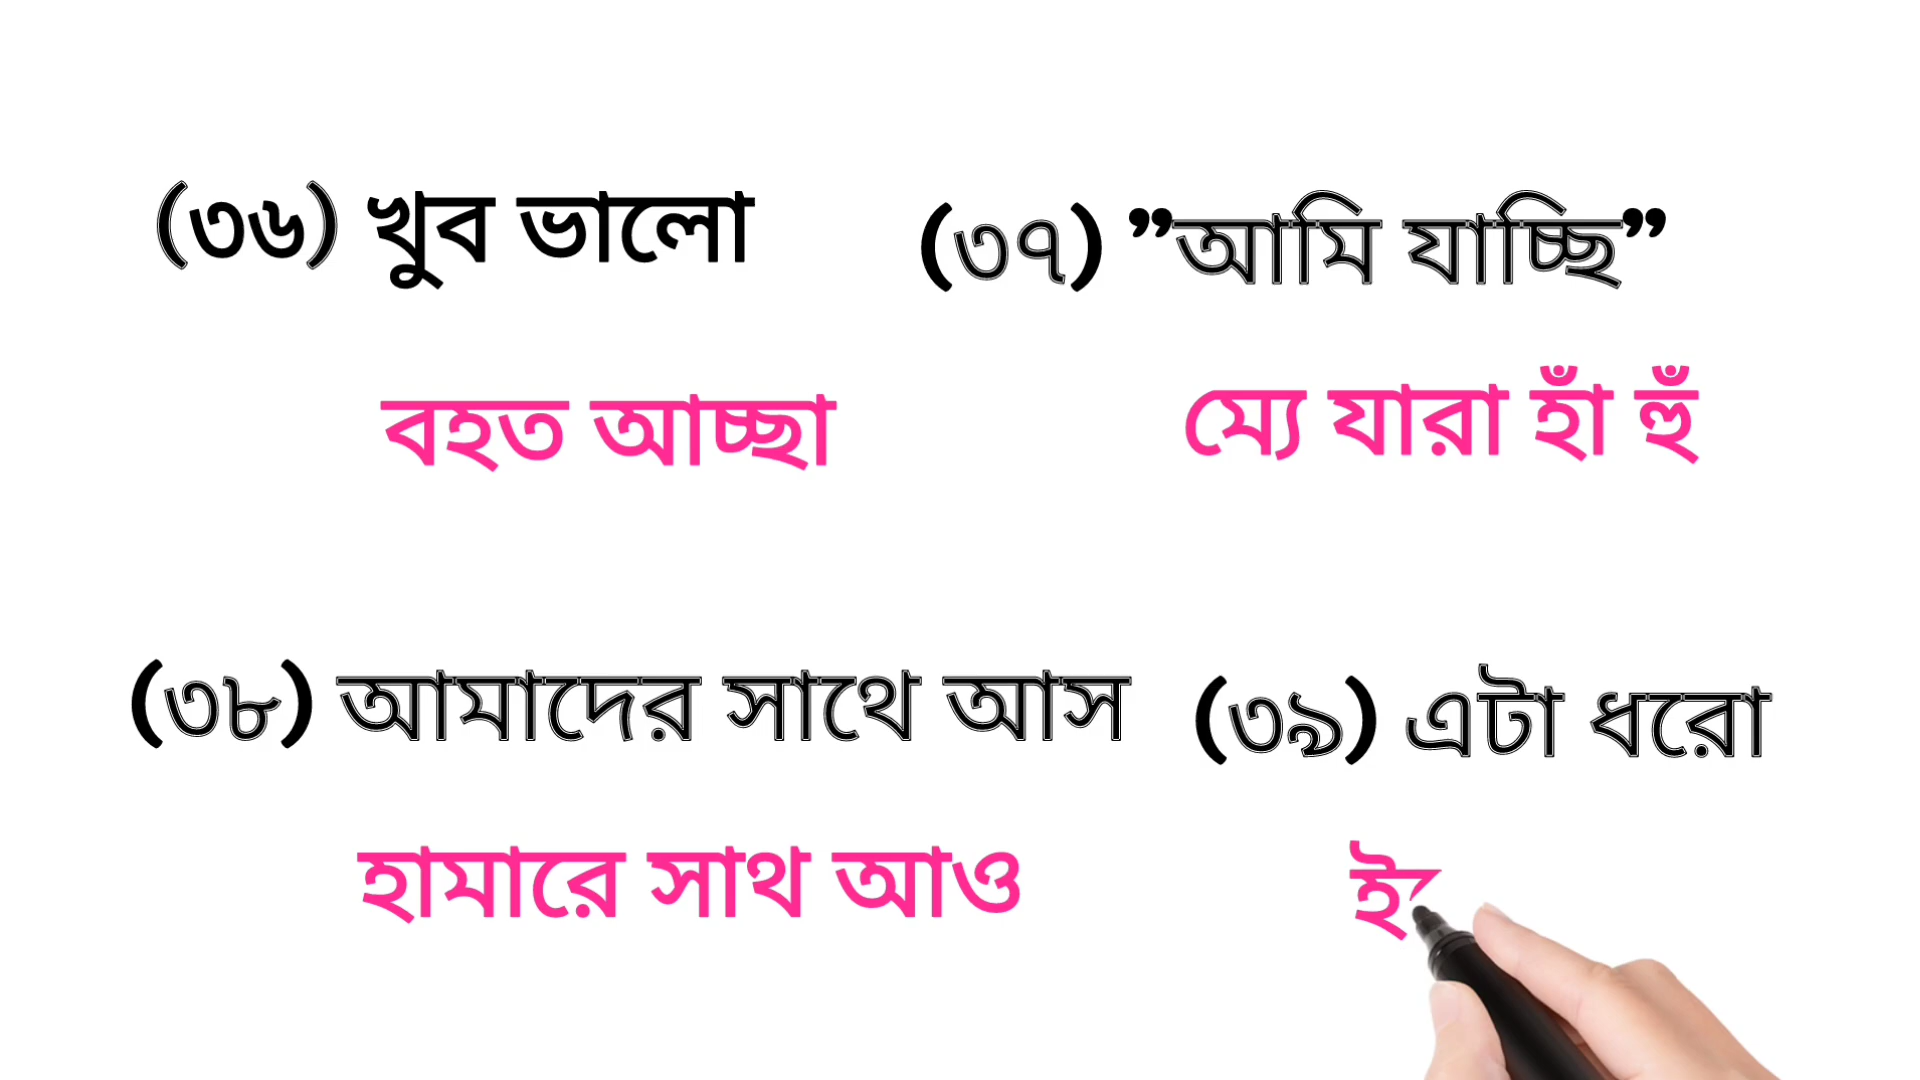 (৩৬) খুব ভালো
বহত আচ্ছা
(৩৭) ”আমি যাচ্ছি”
ম্যে যারা হাঁ হুঁ
(৩৮) আমাদের সাথে আস
হামারে সাথ আও
(৩৯) এটা ধরো